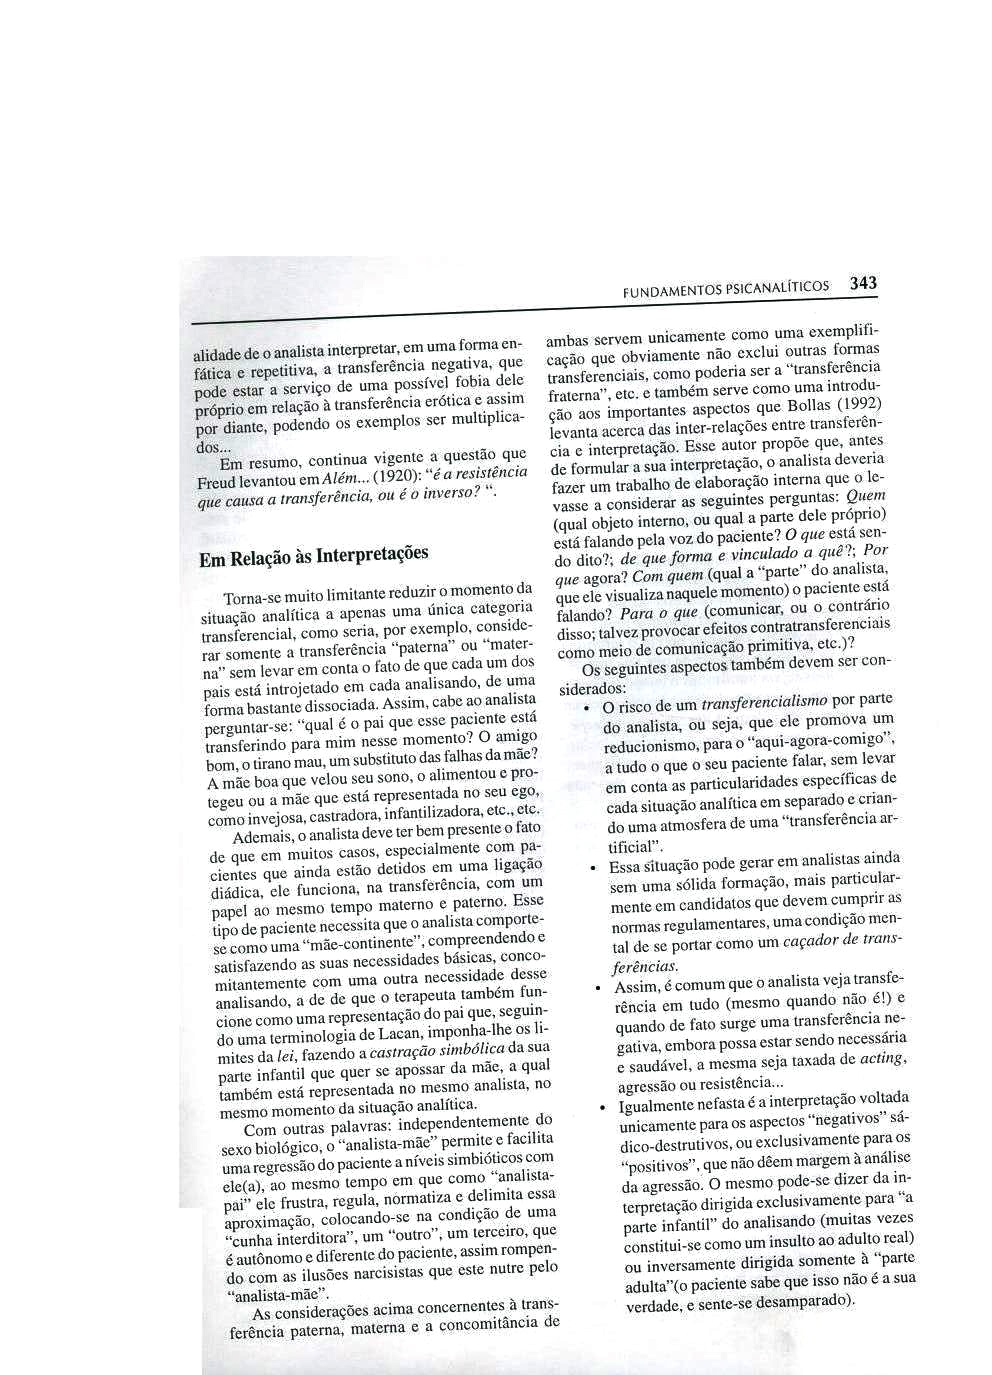 FUNDAMENTOS PSICANALÍTICOS 343
alidade de o analista interpretar, em uma forma en-
fática e repetitiva, a transferência negativa, que
pode estar a serviço de uma possível fobia dele
próprio em relação à transferência erótica e assim
por diante, podendo os exemplos ser multiplica-
dos...
Em resumo, continua vigente a questão que
Freud levantou em Além... (1920): “é a resistência
que causa a transferência, ou é o inverso? “.
Em Relação às Interpretações
Torna-se muito limitante reduzir o momento da
situação analítica a apenas uma única categoria
transferencial, como seria, por exemplo, conside-
rar somente a transferência “paterna” ou “mater-
na” sem levar em conta o fato de que cada um dos
pais está introjetado em cada analisando, de uma
forma bastante dissociada. Assim, cabe ao analista
perguntar-se: “qual é o pai que esse paciente está
transferindo para mim nesse momento? O amigo
bom, o tirano mau, um substituto das falhas da mãe?
A mãe boa que velou seu sono, o alimentou e pro-
tegeu ou a mãe que está representada no seu ego,
como invejosa, castradora, infantilizadora, etc., etc.
Ademais, o analista deve ter bem presente o fato
de que em muitos casos, especialmente com pa-
cientes que ainda estão detidos em uma ligação
diádica, ele funciona, na transferência, com um
papel ao mesmo tempo materno e paterno. Esse
tipo de paciente necessita que o analista comporte-
se como uma “mãe-continente”, compreendendo e
satisfazendo as suas necessidades básicas, conco-
mitantemente com uma outra necessidade desse
analisando, a de de que o terapeuta também fun-
cione como uma representação do pai que, seguin-
do uma terminologia de Lacan, imponha-lhe os li-
mites da lei, fazendo a castração simbólica da sua
parte infantil que quer se apossar da mãe, a qual
também está representada no mesmo analista, no
mesmo momento da situação analítica.
Com outras palavras: independentemente do
sexo biológico, o “analista-mãe” permite e facilita
uma regressão do paciente a níveis simbióticos com
ele(a), ao mesmo tempo em que como “analista-
pai” ele frustra, regula, normatiza e delimita essa
aproximação, colocando-se na condição de uma
“cunha interditora”, um “outro”, um terceiro, que
é autônomo e diferente do paciente, assim rompen-
do com as ilusões narcisistas que este nutre pelo
“analista-mãe”.
As considerações acima concernentes à trans-
ferência paterna, materna e a concomitância de
ambas servem unicamente como uma exemplifi-
cação que obviamente não exclui outras formas
transferenciais, como poderia ser a “transferência
fraterna”, etc. e também serve como uma introdu-
ção aos importantes aspectos que Bollas (1992)
levanta acerca das inter-relações entre transferên-
cia e interpretação. Esse autor propõe que, antes
de formular a sua interpretação, o analista deveria
fazer um trabalho de elaboração interna que o le-
vasse a considerar as seguintes perguntas: Quem
(qual objeto interno, ou qual a parte dele próprio)
está falando pela voz do paciente? O que está sen-
do dito?; de que forma e vinculado a quê?; Por
que agora? Com quem (qual a “parte” do analista,
que ele visualiza naquele momento) o paciente está
falando? Para o que (comunicar, ou o contrário
disso; talvez provocar efeitos contratransferenciais
como meio de comunicação primitiva, etc.)?
Os seguintes aspectos também devem ser con-
siderados:
• O risco de um transferencialismo por parte
do analista, ou seja, que ele promova um
reducionismo, para o “aqui-agora-comigo”,
a tudo o que o seu paciente falar, sem levar
em conta as particularidades específicas de
cada situação analítica em separado e crian-
do uma atmosfera de uma “transferência ar-
tificial”.
• Essa situação pode gerar em analistas ainda
sem uma sólida formação, mais particular-
mente em candidatos que devem cumprir as
normas regulamentares, uma condição men-
tal de se portar como um caçador de trans-
ferências.
• Assim, é comum que o analista veja transfe-
rência em tudo (mesmo quando não é!) e
quando de fato surge uma transferência ne-
gativa, embora possa estar sendo necessária
e saudável, a mesma seja taxada de acting,
agressão ou resistência...
• Igualmente nefasta é a interpretação voltada
unicamente para os aspectos “negativos” sá-
dico-destrutivos, ou exclusivamente para os
“positivos”, que não dêem margem à análise
da agressão. O mesmo pode-se dizer da in-
terpretação dirigida exclusivamente para “a
parte infantil” do analisando (muitas vezes
constitui-se como um insulto ao adulto real)
ou inversamente dirigida somente à “parte
adulta”(o paciente sabe que isso não é a sua
verdade, e sente-se desamparado).